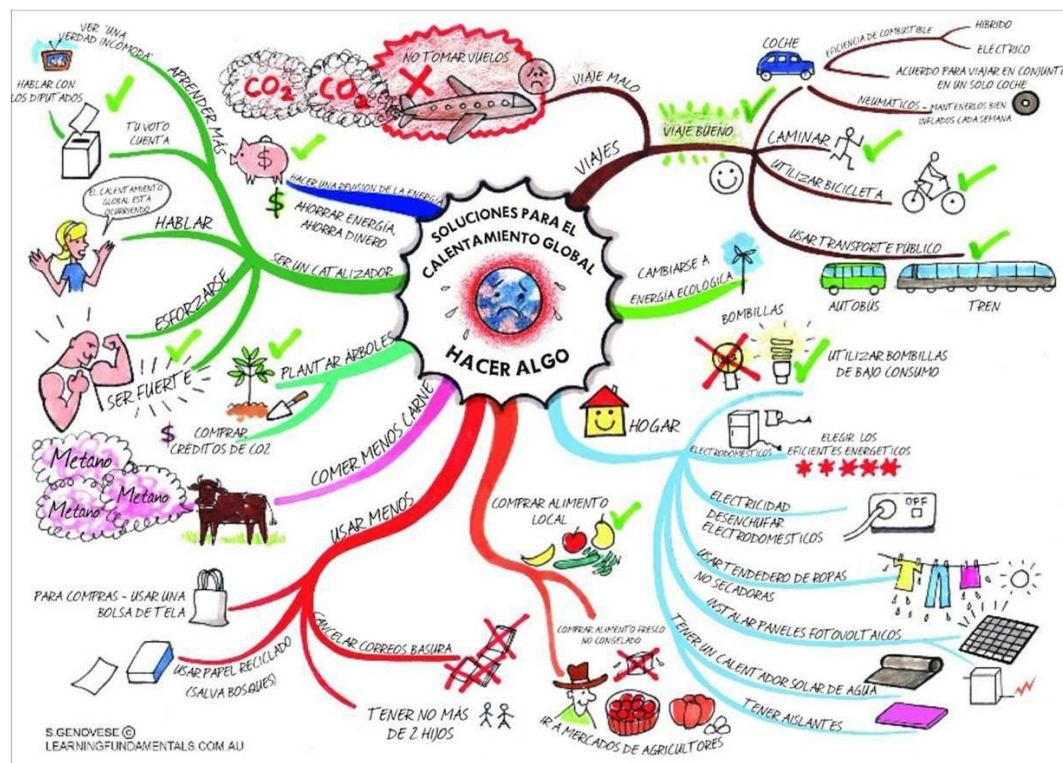 SOLUCIONES PARA EL
CALENTAMIENTO GLOBAL
HACER ALGO
VIAJES
VIAJE MALO
NO TOMAR VUELOS
CO2
CO2
VIAJE BUENO
COCHE
EFICIENCIA DE COMBUSTIBLE
HIBRIDO
ELÉCTRICO
ACUERDO PARA VIAJAR EN CONJUNTO
EN UN SOLO COCHE
NEUMÁTICOS - MANTENERLOS BIEN
INFLADOS CADA SEMANA
CAMINAR
UTILIZAR BICICLETA
USAR TRANSPORTE PÚBLICO
AUTOBÚS
TREN
CAMBIARSE A
ENERGÍA ECOLÓGICA
HOGAR
BOMBILLAS
UTILIZAR BOMBILLAS
DE BAJO CONSUMO
ELECTRODOMÉSTICOS
ELEGIR LOS
EFICIENTES ENERGÉTICOS
ELECTRICIDAD
DESENCHUFAR
ELECTRODOMÉSTICOS
OFF
USAR TENDEDERO DE ROPAS
NO SECADORAS
INSTALAR PANELES FOTOVOLTAICOS
TENER UN CALENTADOR SOLAR DE AGUA
TENER AISLANTES
COMPRAR ALIMENTO
LOCAL
COMPRAR ALIMENTO FRESCO
NO CONGELADO
IR A MERCADOS DE AGRICULTORES
USAR MENOS
PARA COMPRAS - USAR UNA
BOLSA DE TELA
USAR PAPEL RECICLADO
(SALVA BOSQUES)
CANCELAR CORREOS BASURA
TENER NO MÁS
DE 2 HIJOS
COMER MENOS CARNE
Metano
Metano
Metano
PLANTAR ÁRBOLES
$ COMPRAR
CRÉDITOS DE CO2
SER UN CATALIZADOR
APRENDER MÁS
VER "UNA
VERDAD INCÓMODA"
HABLAR CON
LOS DIPUTADOS
TU VOTO
CUENTA
HABLAR
EL CALENTAMIENTO
GLOBAL ESTÁ
OCURRIENDO
ESFORZARSE
SER FUERTE
HACER UNA REVISION DE LA ENERGÍA
$
$ AHORRAR ENERGÍA,
AHORRA DINERO
S.GENOVESE ©
LEARNINGFUNDAMENTALS.COM.AU